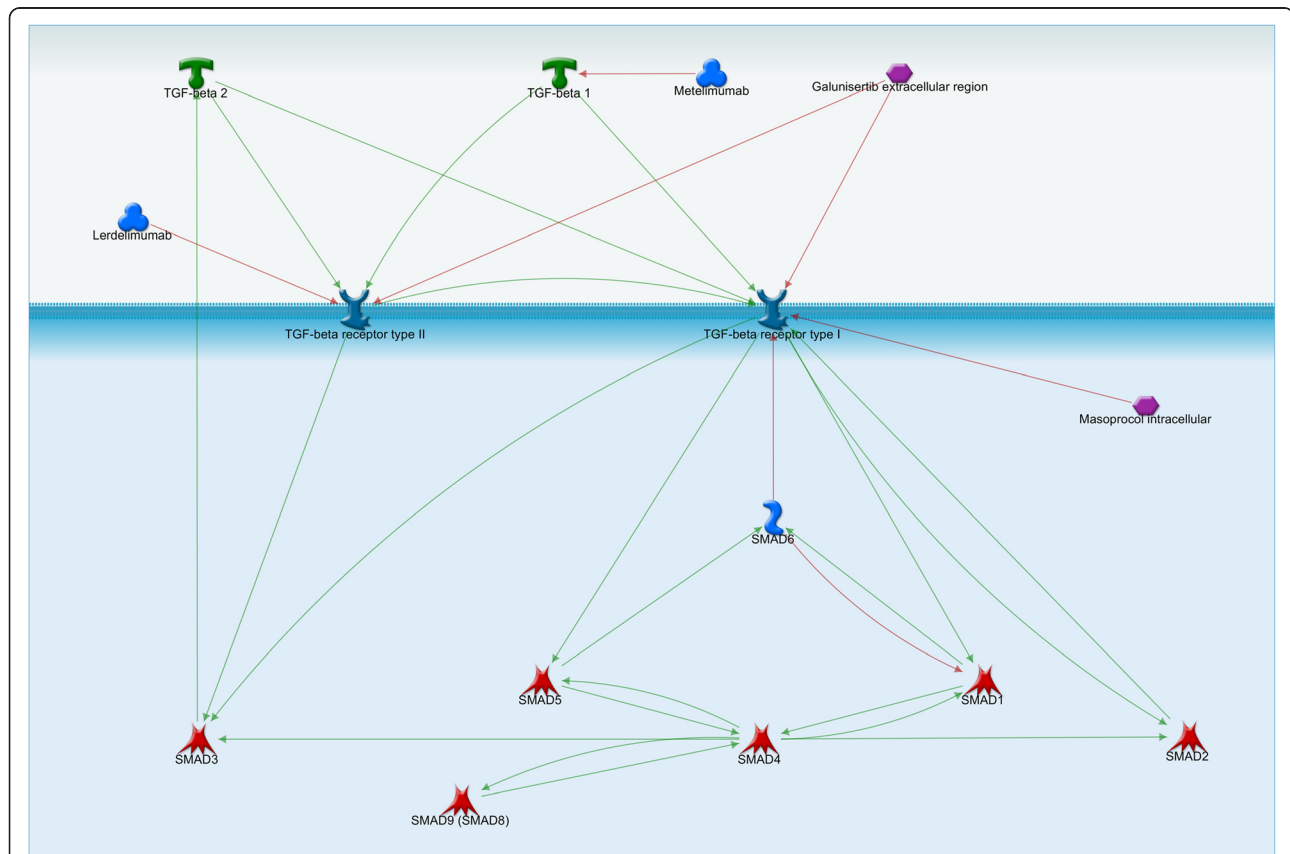 TGF-beta 2
TGF-beta 1
Metelimumab
Galunisertib extracellular region
Lerdelimumab
TGF-beta receptor type II
TGF-beta receptor type I
Masoprocol intracellular
SMAD6
SMAD5
SMAD1
SMAD3
SMAD4
SMAD2
SMAD9 (SMAD8)